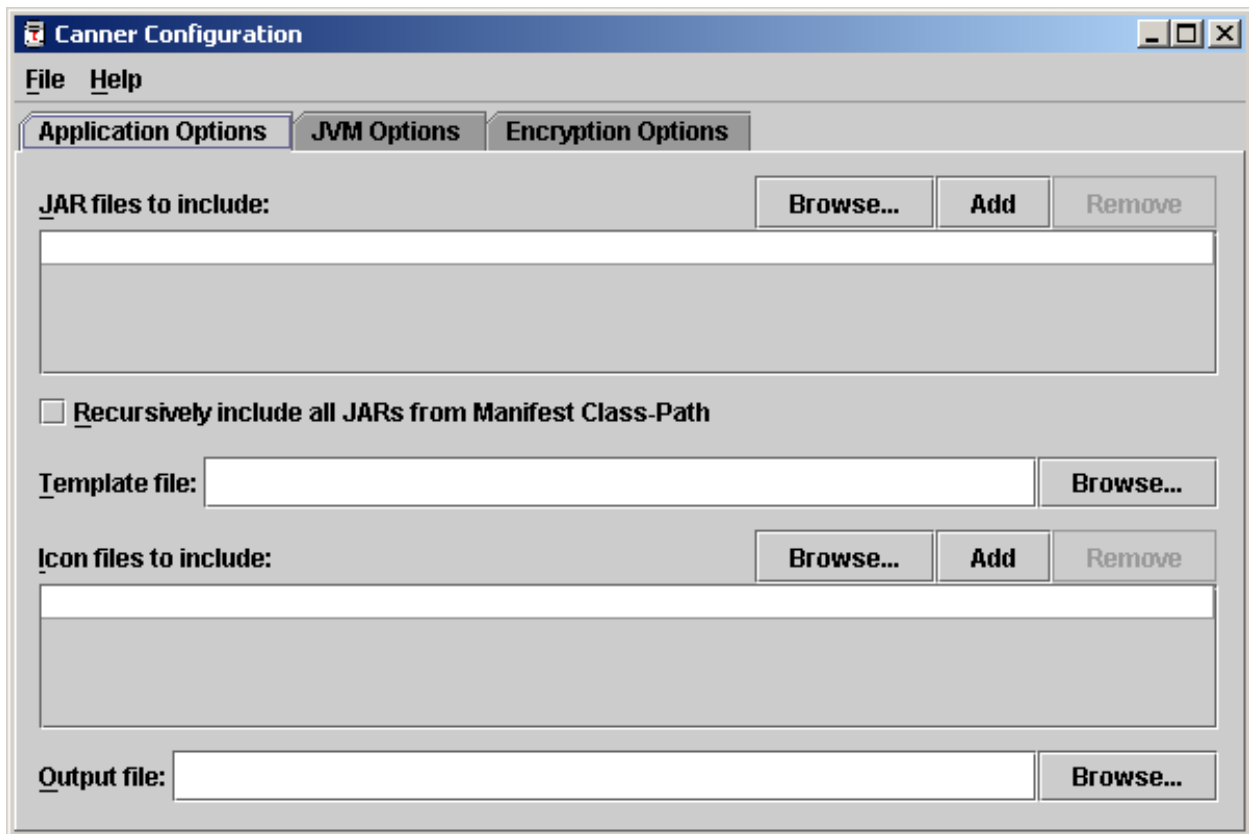 Canner Configuration
File Help
Application Options JVM Options Encryption Options
JAR files to include: Browse... Add Remove
Recursively include all JARs from Manifest Class-Path
Template file: Browse...
Icon files to include: Browse... Add Remove
Output file: Browse...